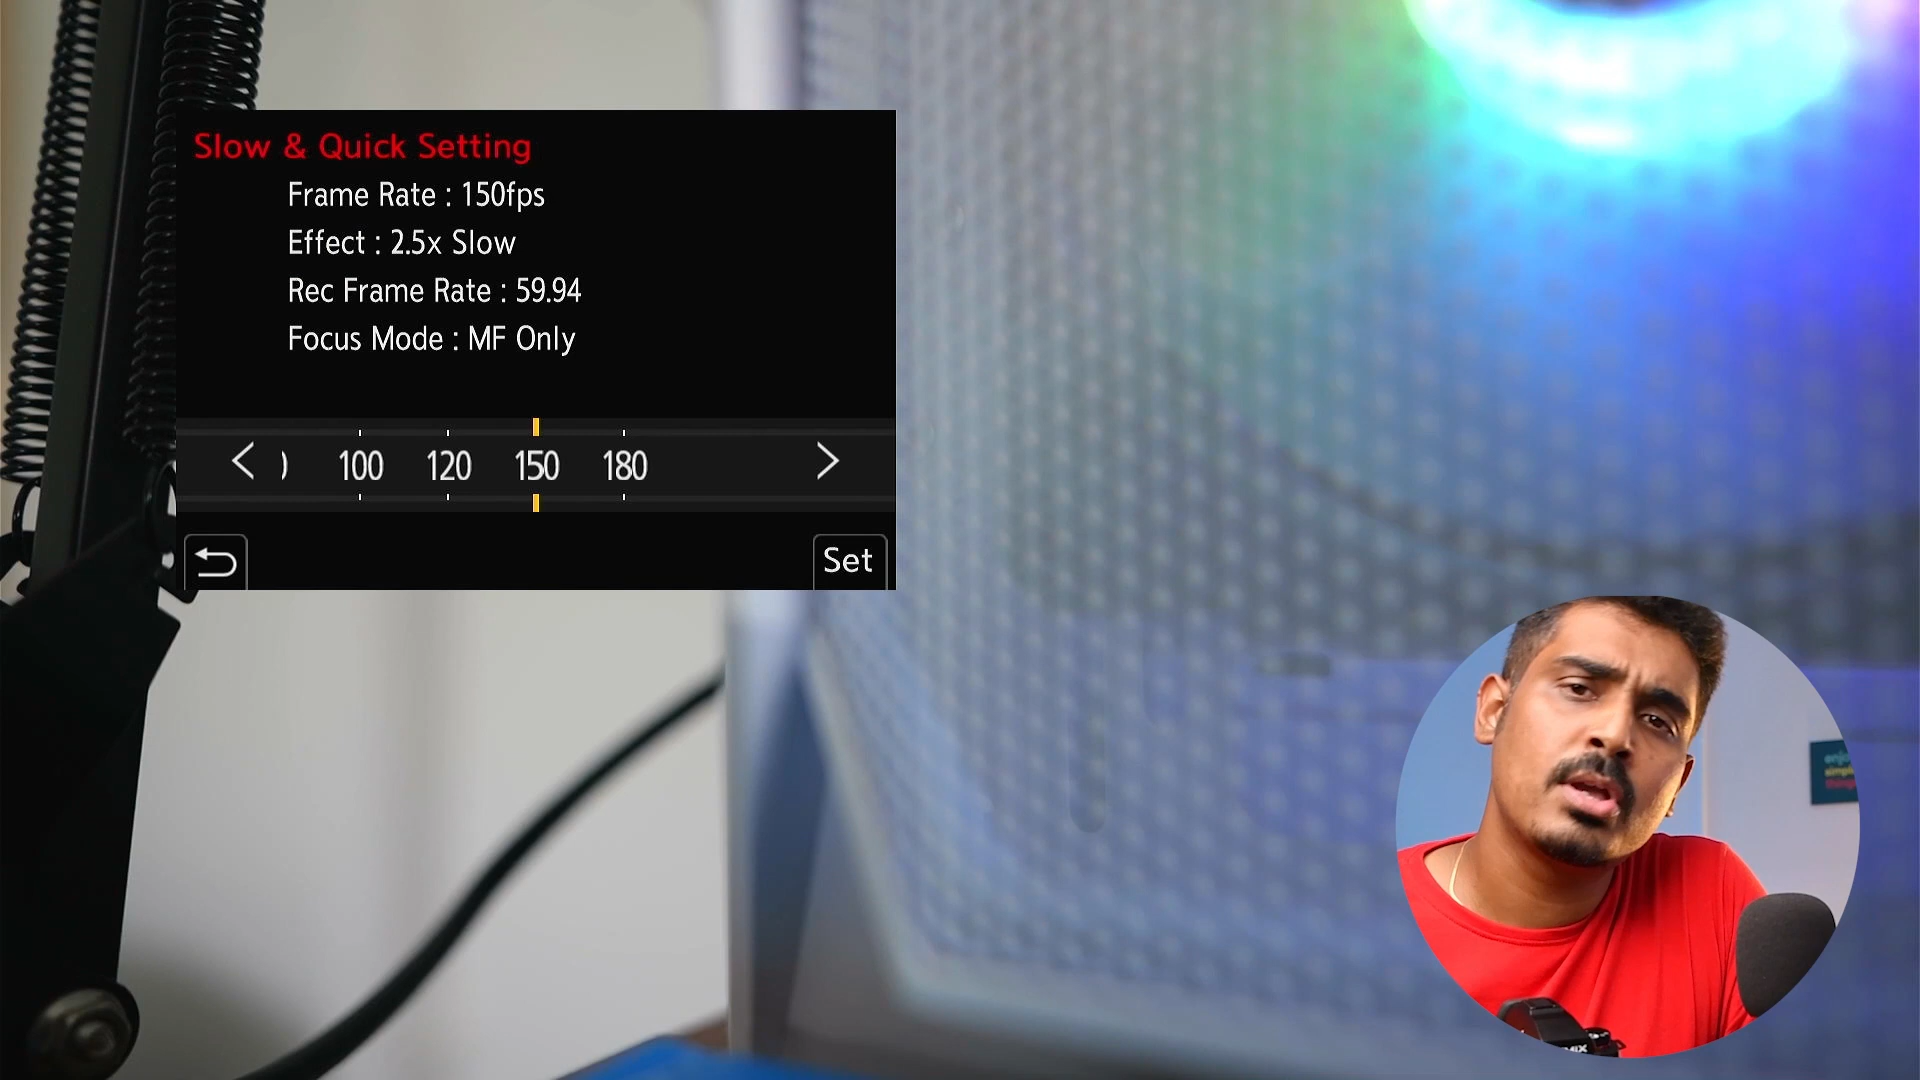 Slow & Quick Setting
Frame Rate : 150fps
Effect : 2.5x Slow
Rec Frame Rate : 59.94
Focus Mode : MF Only
100 120 150 180
Set